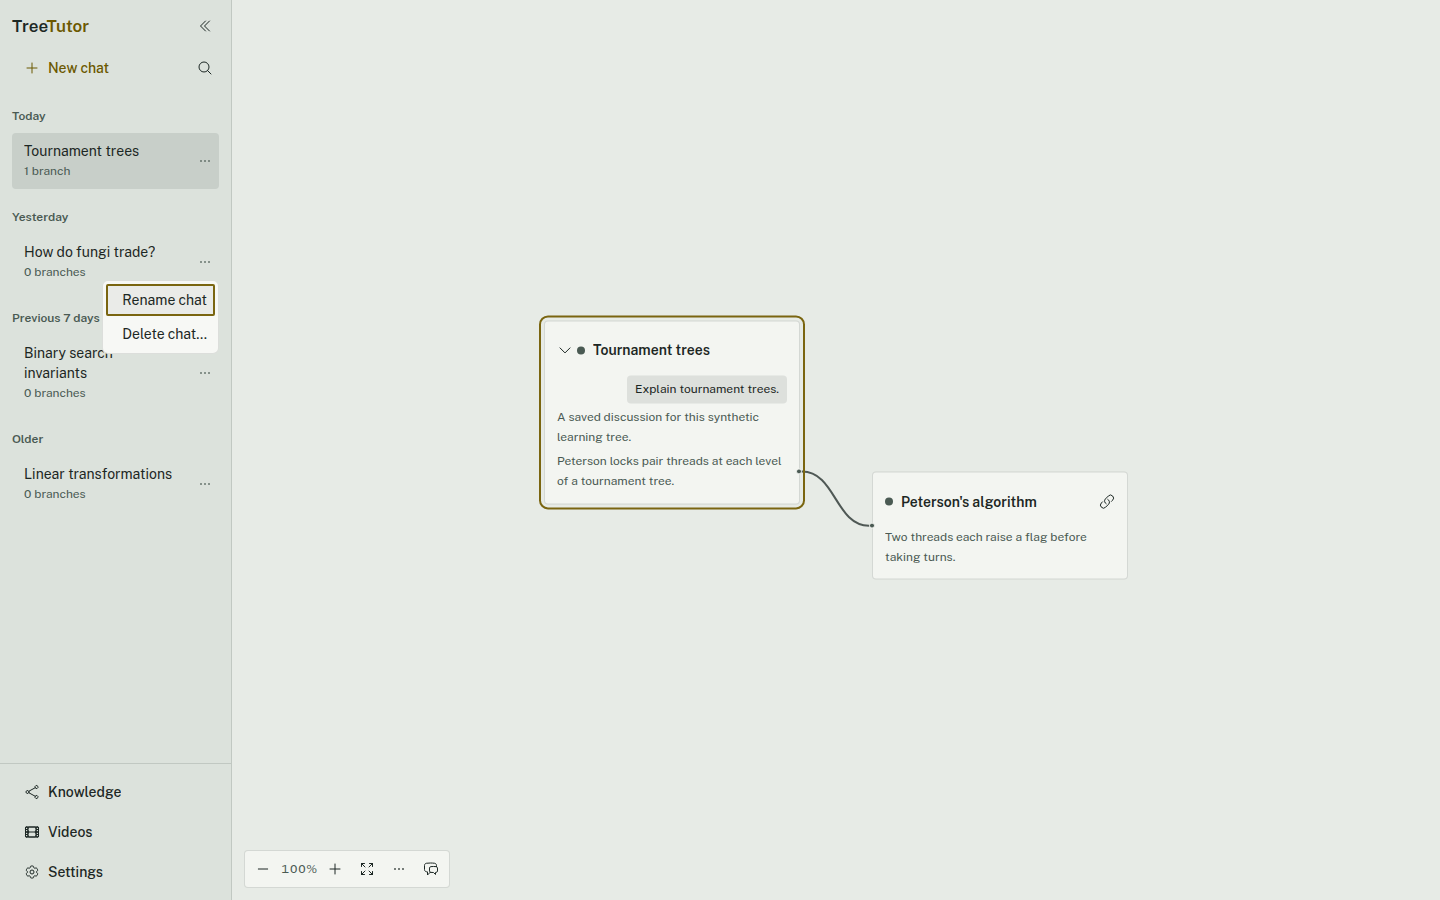 TreeTutor
New chat
Today
Tournament trees
1 branch
Yesterday
How do fungi trade?
0 branches
Rename chat
Previous 7 days
Delete chat...
Binary search
invariants
0 branches
Older
Linear transformations
0 branches
Knowledge
Videos
Settings
Tournament trees
Explain tournament trees.
A saved discussion for this synthetic
learning tree.
Peterson locks pair threads at each level
of a tournament tree.
Peterson's algorithm
Two threads each raise a flag before
taking turns.
100%